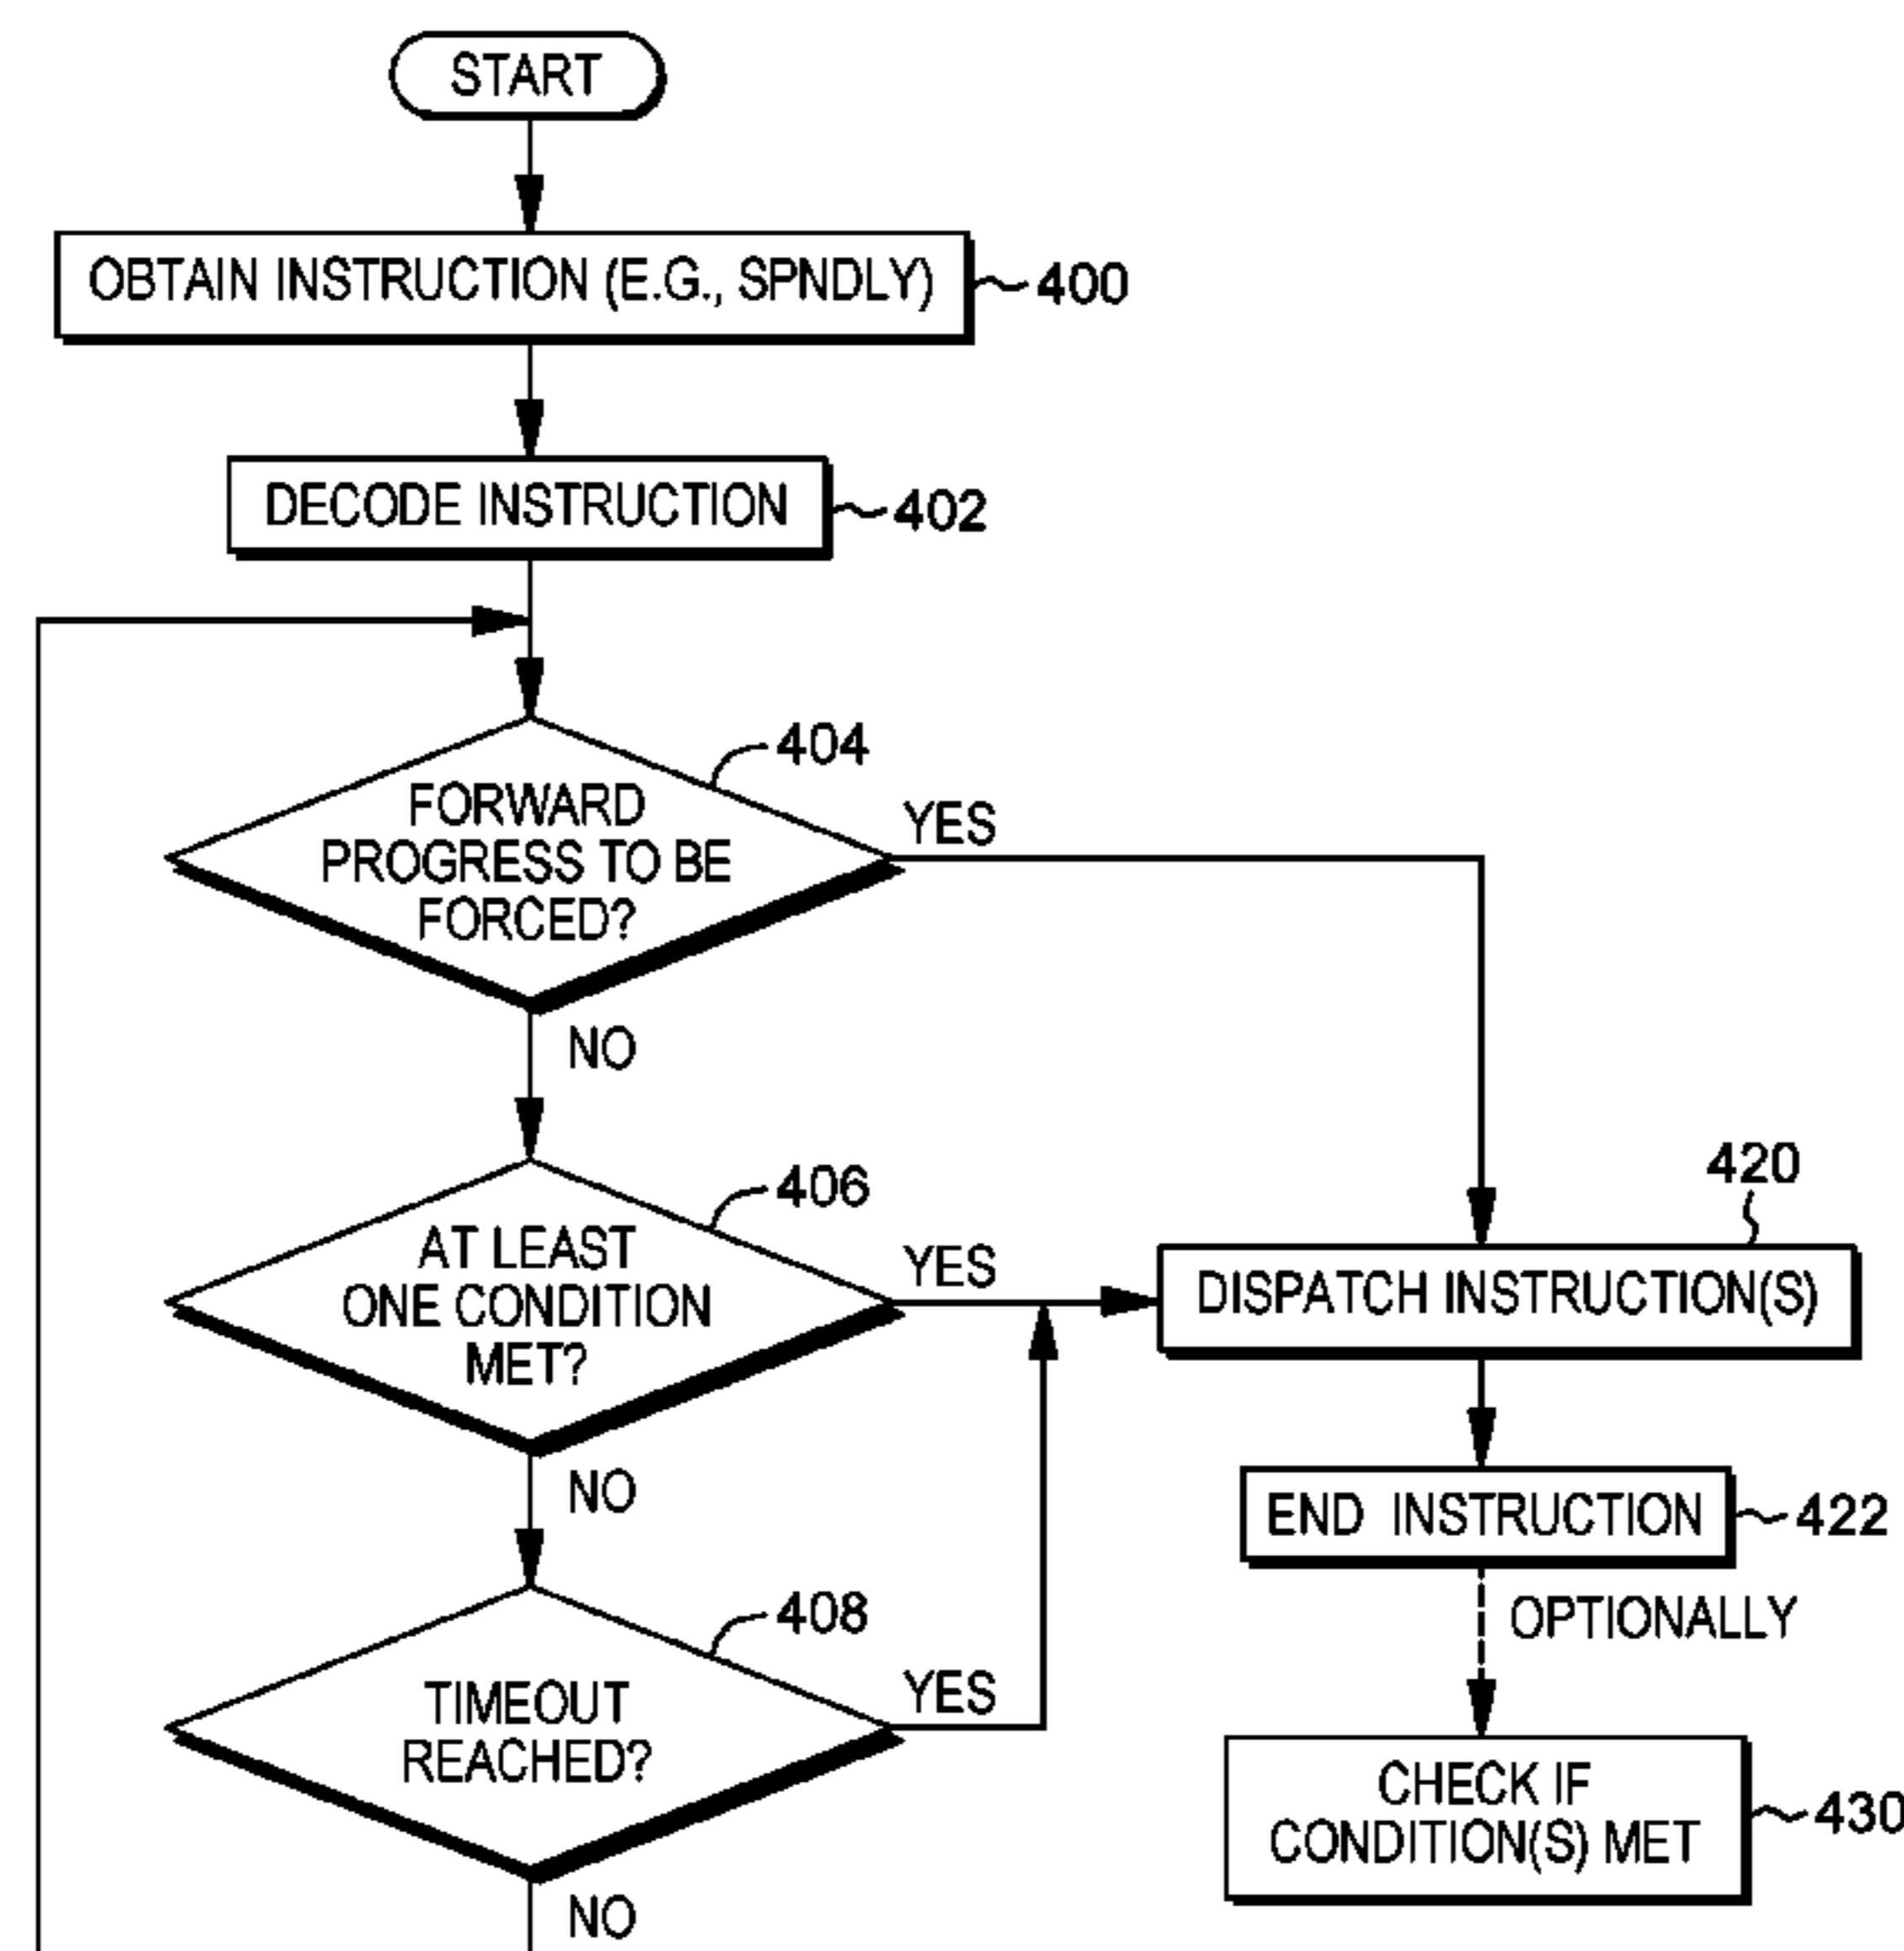 START
OBTAIN INSTRUCTION (E.G., SPNDLY)
400
DECODE INSTRUCTION
402
404
FORWARD
PROGRESS TO BE
FORCED?
YES
NO
406
AT LEAST
ONE CONDITION
MET?
YES
NO
420
DISPATCH INSTRUCTION(S)
END INSTRUCTION
422
OPTIONALLY
408
TIMEOUT
REACHED?
YES
NO
CHECK IF
CONDITION(S) MET
430